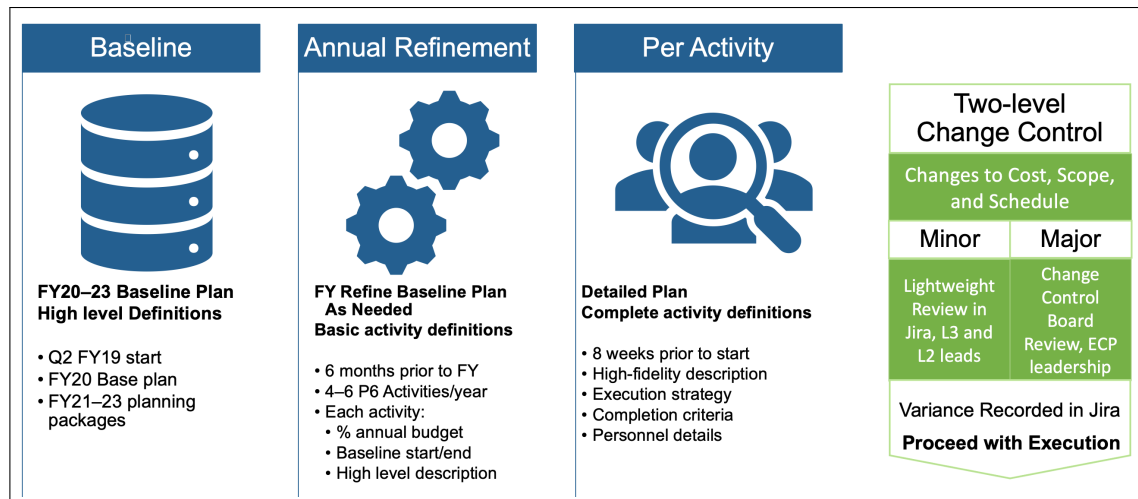 Baseline
FY20–23 Baseline Plan
High level Definitions
• Q2 FY19 start
• FY20 Base plan
• FY21–23 planning
packages
Annual Refinement
FY Refine Baseline Plan
As Needed
Basic activity definitions
• 6 months prior to FY
• 4–6 P6 Activities/year
• Each activity:
• % annual budget
• Baseline start/end
• High level description
Per Activity
Detailed Plan
Complete activity definitions
• 8 weeks prior to start
• High-fidelity description
• Execution strategy
• Completion criteria
• Personnel details
Two-level
Change Control
Changes to Cost, Scope,
and Schedule
Minor
Lightweight
Review in
Jira, L3 and
L2 leads
Major
Change
Control
Board
Review, ECP
leadership
Variance Recorded in Jira
Proceed with Execution